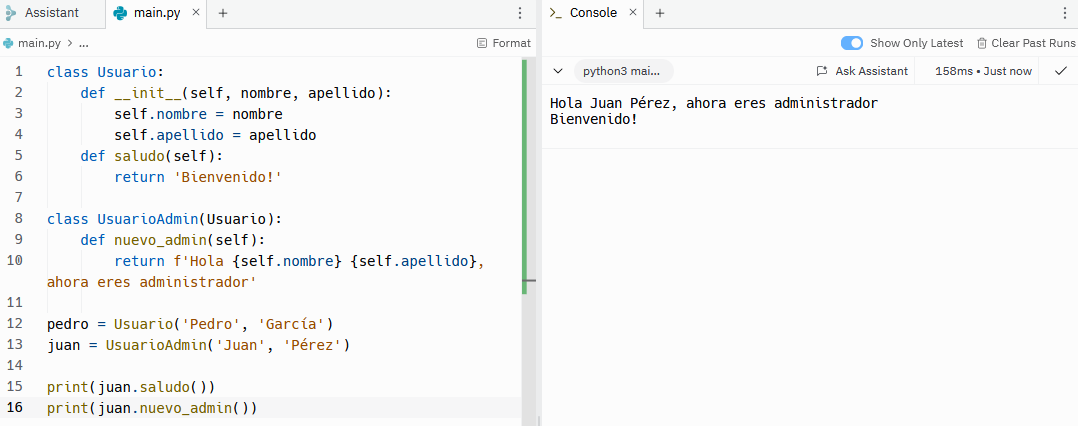 Assistant
main.py
main.py > ...
Format
1 class Usuario:
2     def __init__(self, nombre, apellido):
3         self.nombre = nombre
4         self.apellido = apellido
5     def saludo(self):
6         return 'Bienvenido!'
7
8 class UsuarioAdmin(Usuario):
9     def nuevo_admin(self):
10         return f'Hola {self.nombre} {self.apellido},
ahora eres administrador'
11
12 pedro = Usuario('Pedro', 'García')
13 juan = UsuarioAdmin('Juan', 'Pérez')
14
15 print(juan.saludo())
16 print(juan.nuevo_admin())
Console
Show Only Latest
Clear Past Runs
python3 mai...
Ask Assistant
158ms • Just now
Hola Juan Pérez, ahora eres administrador
Bienvenido!